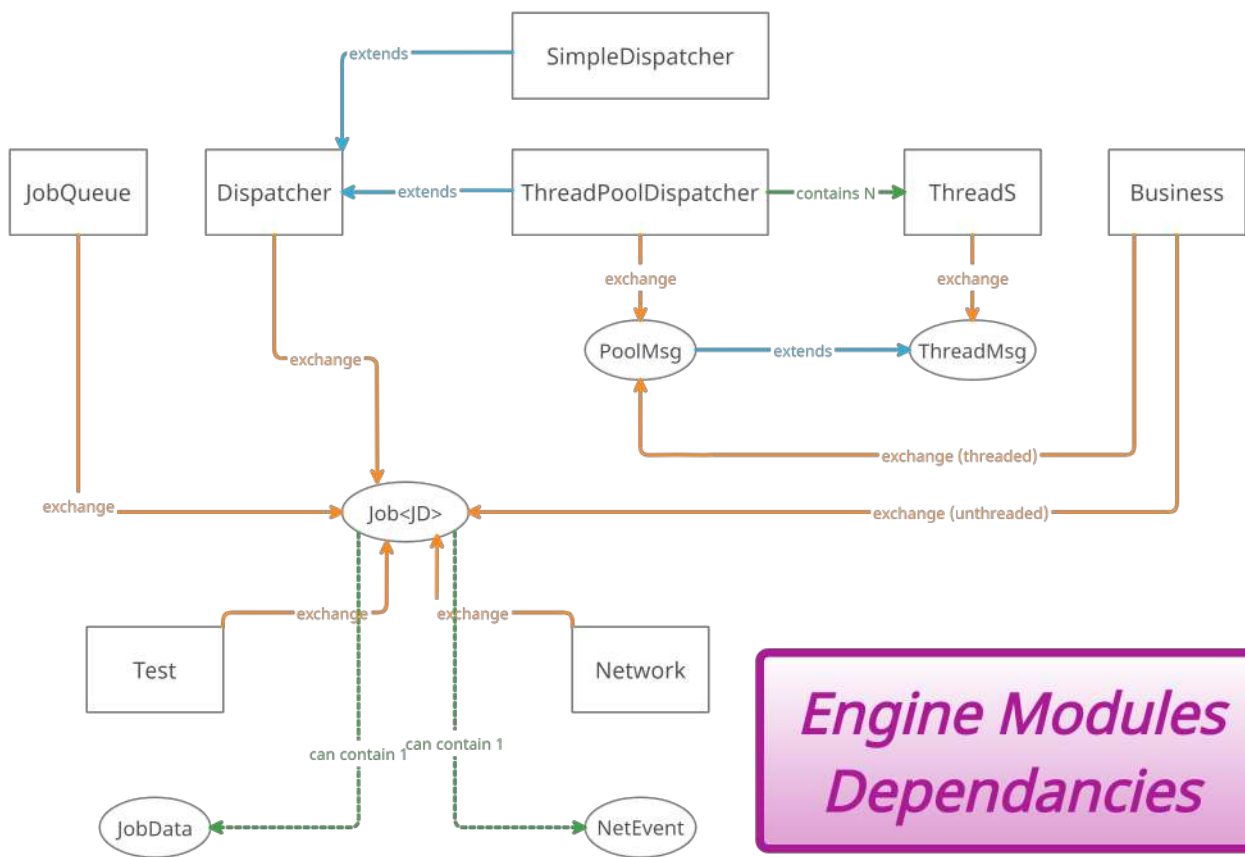 SimpleDispatcher
extends
JobQueue
Dispatcher
extends
ThreadPoolDispatcher
contains N
ThreadS
Business
exchange
exchange
exchange
PoolMsg
extends
ThreadMsg
exchange (threaded)
exchange
Job<JD>
exchange (unthreaded)
exchange
exchange
Test
Network
can contain 1
can contain 1
JobData
NetEvent
Engine Modules
Dependancies